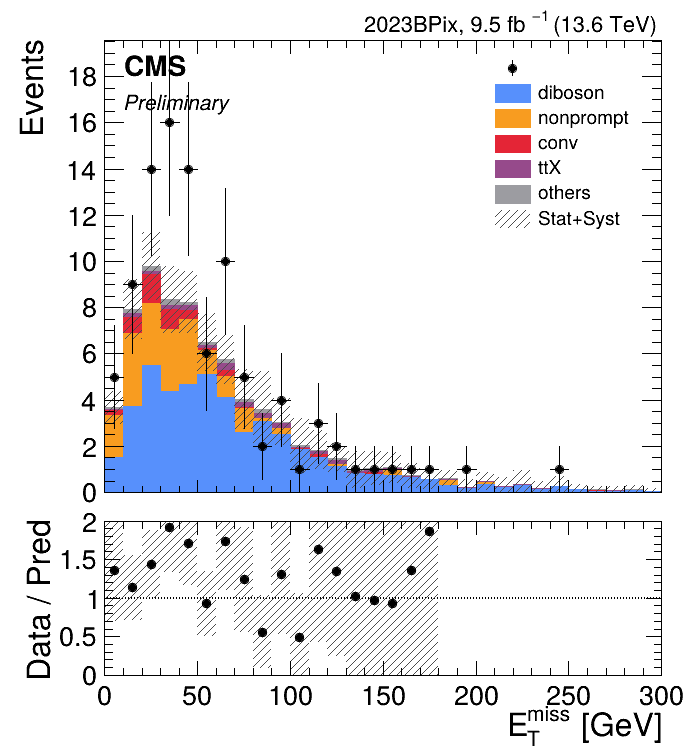 2023BPix, 9.5 fb⁻¹ (13.6 TeV)
CMS
Preliminary
Events
diboson
nonprompt
conv
ttX
others
Stat+Syst
18
16
14
12
10
8
6
4
2
0
Data / Pred
2
1.5
1
0.5
0
0 50 100 150 200 250 300
E_T^miss [GeV]